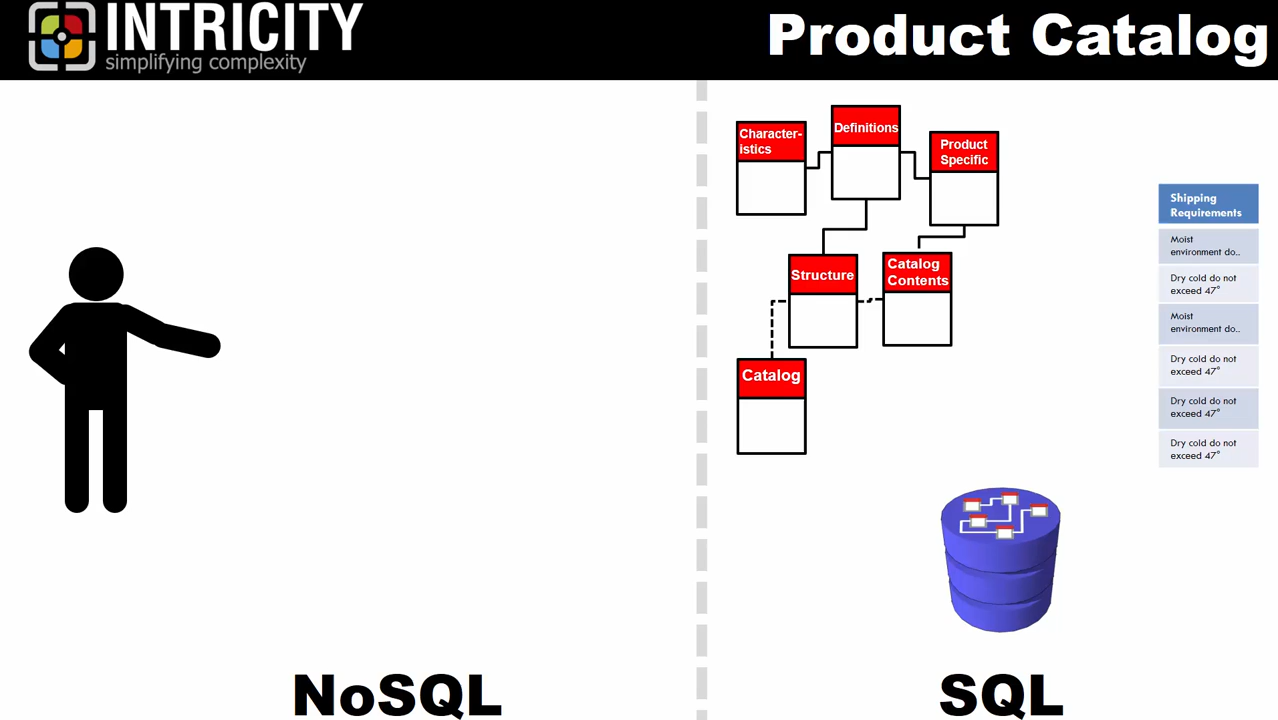 INTRICITY
simplifying complexity
Product Catalog
Character-
istics
Definitions
Product
Specific
Structure
Catalog
Contents
Catalog
Shipping
Requirements
Moist
environment do..
Dry cold do not
exceed 47°
Moist
environment do..
Dry cold do not
exceed 47°
Dry cold do not
exceed 47°
Dry cold do not
exceed 47°
NoSQL
SQL